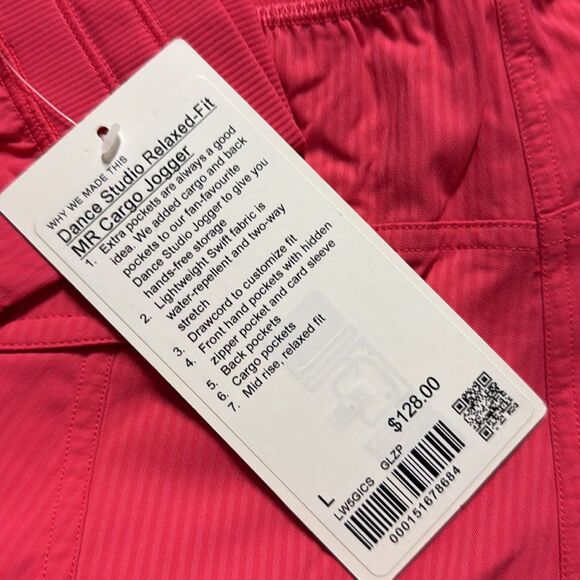 WHY WE MADE THIS
Dance Studio Relaxed-Fit
MR Cargo Jogger
1. Extra pockets are always a good
idea. We added cargo and back
pockets to our fan-favourite
Dance Studio Jogger to give you
hands-free storage
2. Lightweight Swift fabric is
water-repellent and two-way
stretch
3. Drawcord to customize fit
4. Front hand pockets with hidden
zipper pocket and card sleeve
5. Back pockets
6. Cargo pockets
7. Mid rise, relaxed fit
$128.00
L
LW5GICS GLZP
000151678684